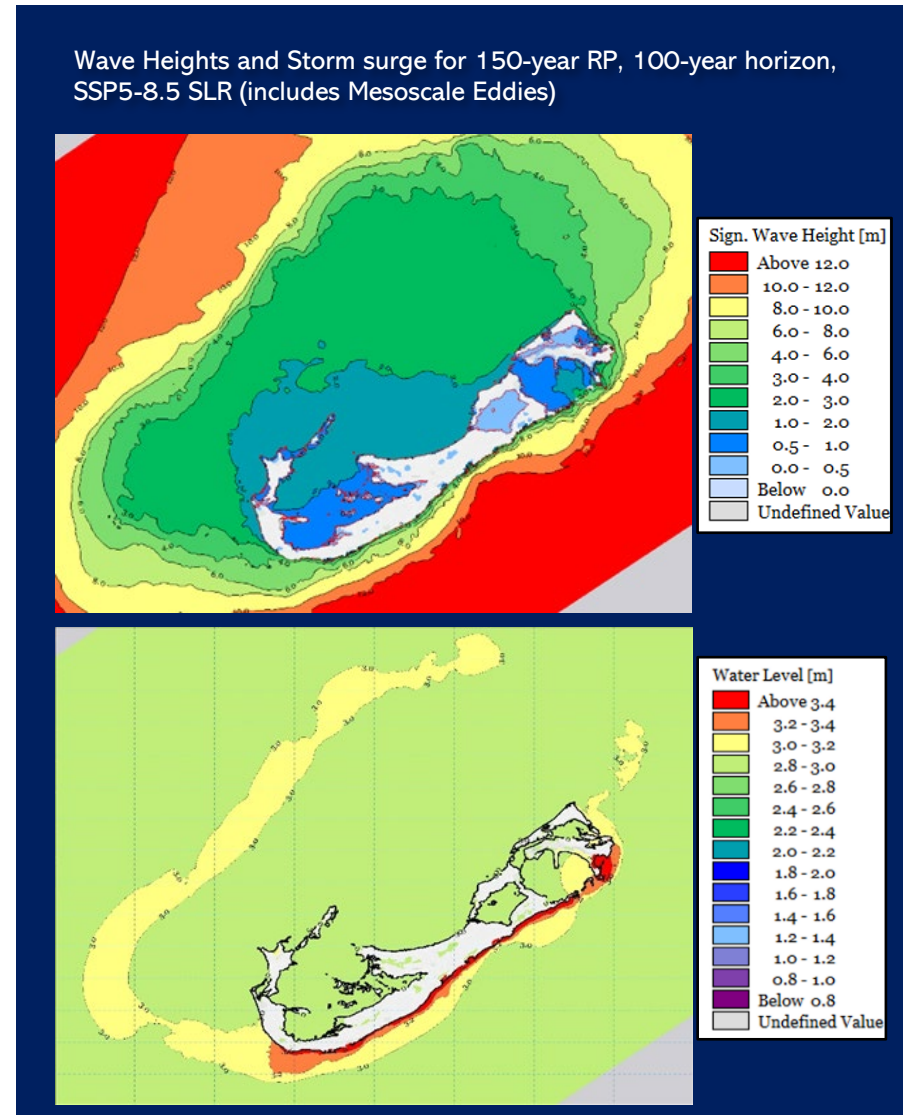 Wave Heights and Storm surge for 150-year RP, 100-year horizon,
SSP5-8.5 SLR (includes Mesoscale Eddies)
Sign. Wave Height [m]
Above 12.0
10.0 - 12.0
8.0 - 10.0
6.0 - 8.0
4.0 - 6.0
3.0 - 4.0
2.0 - 3.0
1.0 - 2.0
0.5 - 1.0
0.0 - 0.5
Below 0.0
Undefined Value
Water Level [m]
Above 3.4
3.2 - 3.4
3.0 - 3.2
2.8 - 3.0
2.6 - 2.8
2.4 - 2.6
2.2 - 2.4
2.0 - 2.2
1.8 - 2.0
1.6 - 1.8
1.4 - 1.6
1.2 - 1.4
1.0 - 1.2
0.8 - 1.0
Below 0.8
Undefined Value